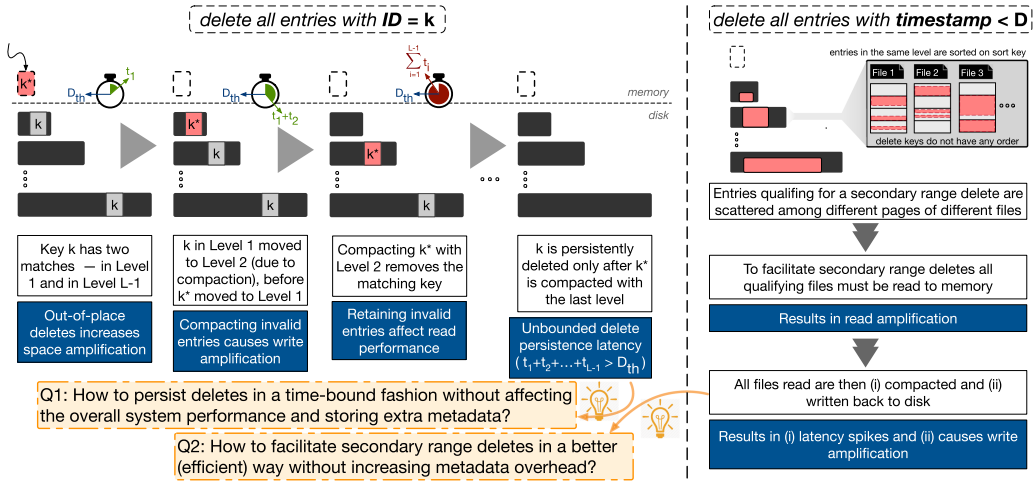 delete all entries with ID = k
k*
t1
Dth
k
k
Key k has two
matches — in Level
1 and in Level L-1
Out-of-place
deletes increases
space amplification
Dth
t1+t2
k*
k
k
k in Level 1 moved
to Level 2 (due to
compaction), before
k* moved to Level 1
Compacting invalid
entries causes write
amplification
L-1
∑ ti
i=1
Dth
k*
k
Compacting k* with
Level 2 removes the
matching key
Retaining invalid
entries affect read
performance
memory
disk
k is persistently
deleted only after k*
is compacted with
the last level
Unbounded delete
persistence latency
( t1+t2+...+tL-1 > Dth )
Q1: How to persist deletes in a time-bound fashion without affecting
the overall system performance and storing extra metadata?
Q2: How to facilitate secondary range deletes in a better
(efficient) way without increasing metadata overhead?
delete all entries with timestamp < D
entries in the same level are sorted on sort key
File 1
File 2
File 3
delete keys do not have any order
Entries qualifing for a secondary range delete are
scattered among different pages of different files
To facilitate secondary range deletes all
qualifying files must be read to memory
Results in read amplification
All files read are then (i) compacted and (ii)
written back to disk
Results in (i) latency spikes and (ii) causes write
amplification